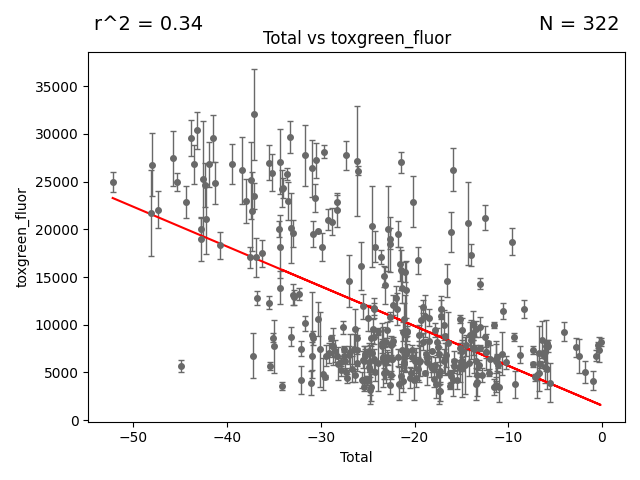 r^2 = 0.34
N = 322
Total vs toxgreen_fluor
35000
30000
25000
20000
15000
10000
5000
0
toxgreen_fluor
−50
−40
−30
−20
−10
0
Total